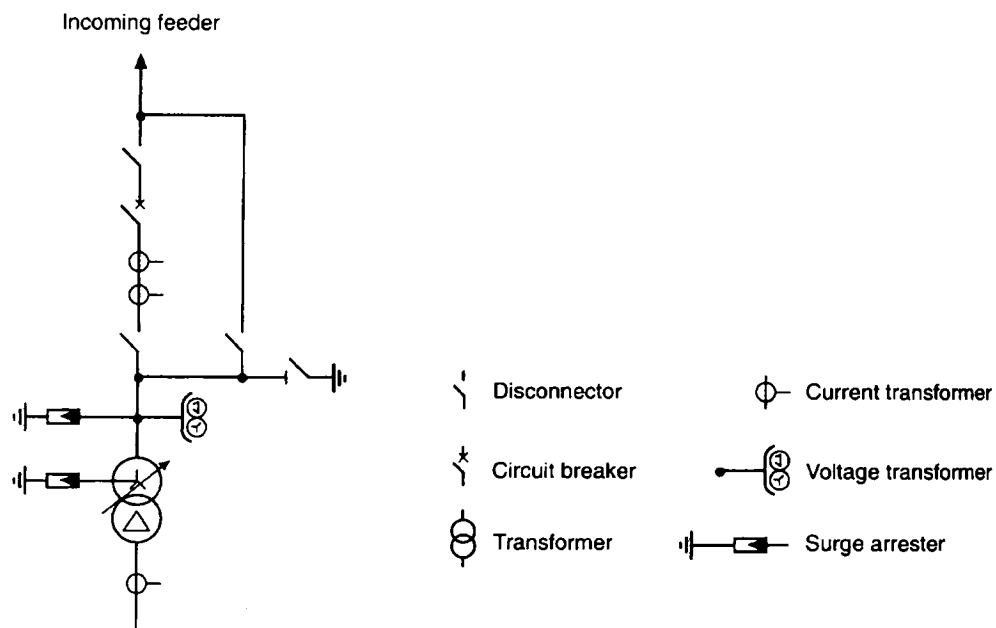 Incoming feeder
Disconnector
Current transformer
Circuit breaker
Voltage transformer
Transformer
Surge arrester